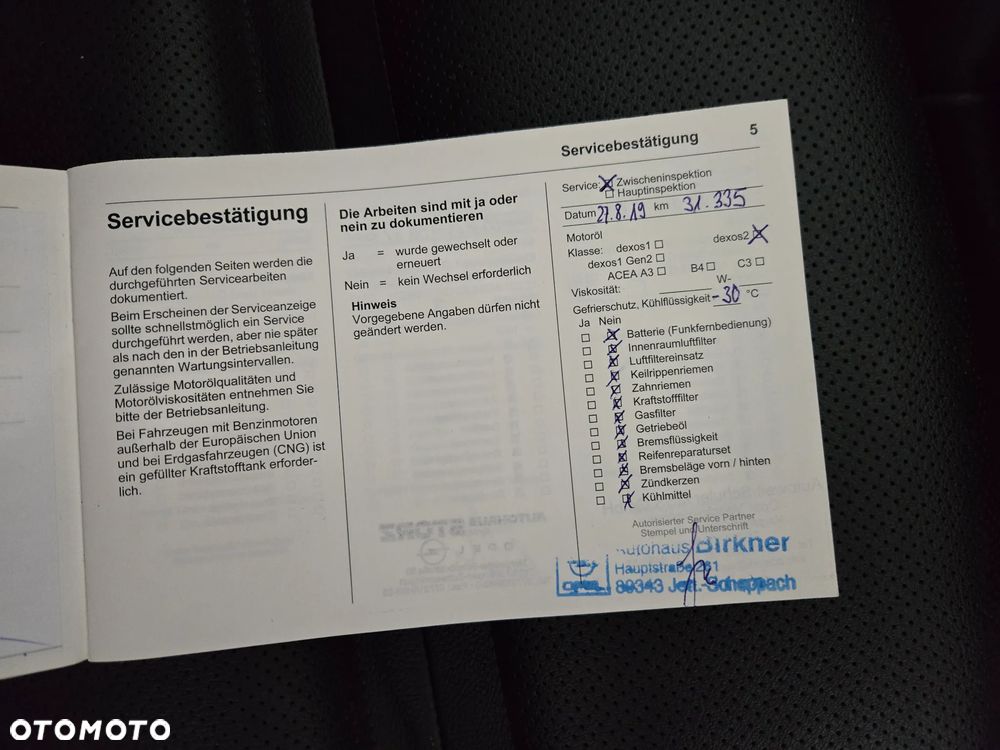 Servicebestätigung 5
Servicebestätigung
Auf den folgenden Seiten werden die
durchgeführten Servicearbeiten
dokumentiert.
Beim Erscheinen der Serviceanzeige
sollte schnellstmöglich ein Service
durchgeführt werden, aber nie später
als nach den in der Betriebsanleitung
genannten Wartungsintervallen.
Zulässige Motorölqualitäten und
Motorölviskositäten entnehmen Sie
bitte der Betriebsanleitung.
Bei Fahrzeugen mit Benzinmotoren
außerhalb der Europäischen Union
und bei Erdgasfahrzeugen (CNG) ist
ein gefüllter Kraftstofftank erforder-
lich.
Die Arbeiten sind mit ja oder
nein zu dokumentieren
Ja = wurde gewechselt oder
erneuert
Nein = kein Wechsel erforderlich
Hinweis
Vorgegebene Angaben dürfen nicht
geändert werden.
Service: Zwischeninspektion
Hauptinspektion
Datum 27.8.19 km 31.335
Motoröl
Klasse: dexos1 dexos2
dexos1 Gen2
ACEA A3 B4 C3
Viskosität: W-
Gefrierschutz, Kühlflüssigkeit -30 °C
Ja Nein
Batterie (Funkfernbedienung)
Innenraumluftfilter
Luftfiltereinsatz
Keilrippenriemen
Zahnriemen
Kraftstofffilter
Gasfilter
Getriebeöl
Bremsflüssigkeit
Reifenreparaturset
Bremsbeläge vorn / hinten
Zündkerzen
Kühlmittel
Autorisierter Service Partner
Stempel und Unterschrift
Autohaus Birkner
OPEL Hauptstraße
89343 Jett.-Scheppach
OTOMOTO